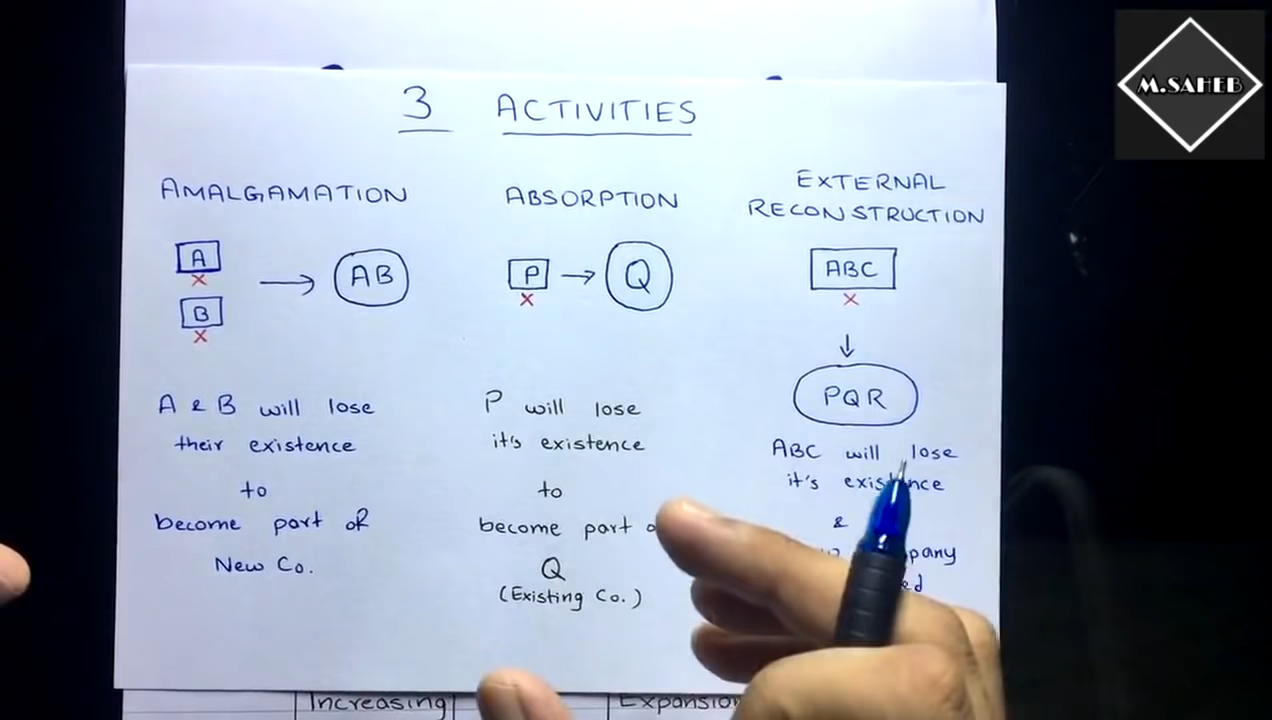 M.SAHEB
3 ACTIVITIES
AMALGAMATION
A
×
B
×
AB
A & B will lose
their existence
to
become part of
New Co.
ABSORPTION
P
×
Q
P will lose
it's existence
to
become part
Q
(Existing Co.)
EXTERNAL
RECONSTRUCTION
ABC
×
PQR
ABC will lose
it's existence
&
Increasing
Expansion